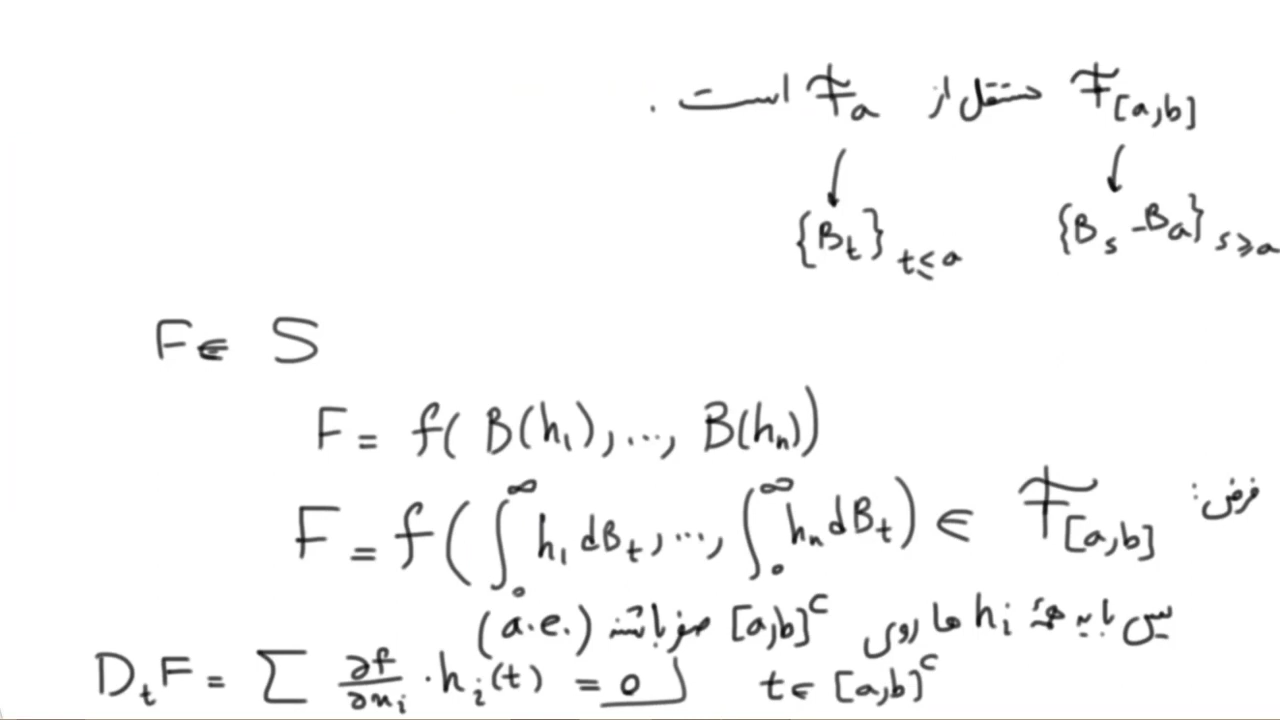 𝓕_[a,b] مستقل از 𝓕_a است .
↓ ↓
{B_s - B_a}_{s≥a} {B_t}_{t≤a}
F ∈ S
F = f( B(h_1), ..., B(h_n))
فرض: F = f( ∫_0^∞ h_1 dB_t, ..., ∫_0^∞ h_n dB_t ) ∈ 𝓕_[a,b]
پس باید همهٔ h_i ها روی [a,b]^c صفر باشند (a.e.)
D_t F = Σ ∂f/∂x_i · h_i(t) = 0 t ∈ [a,b]^c